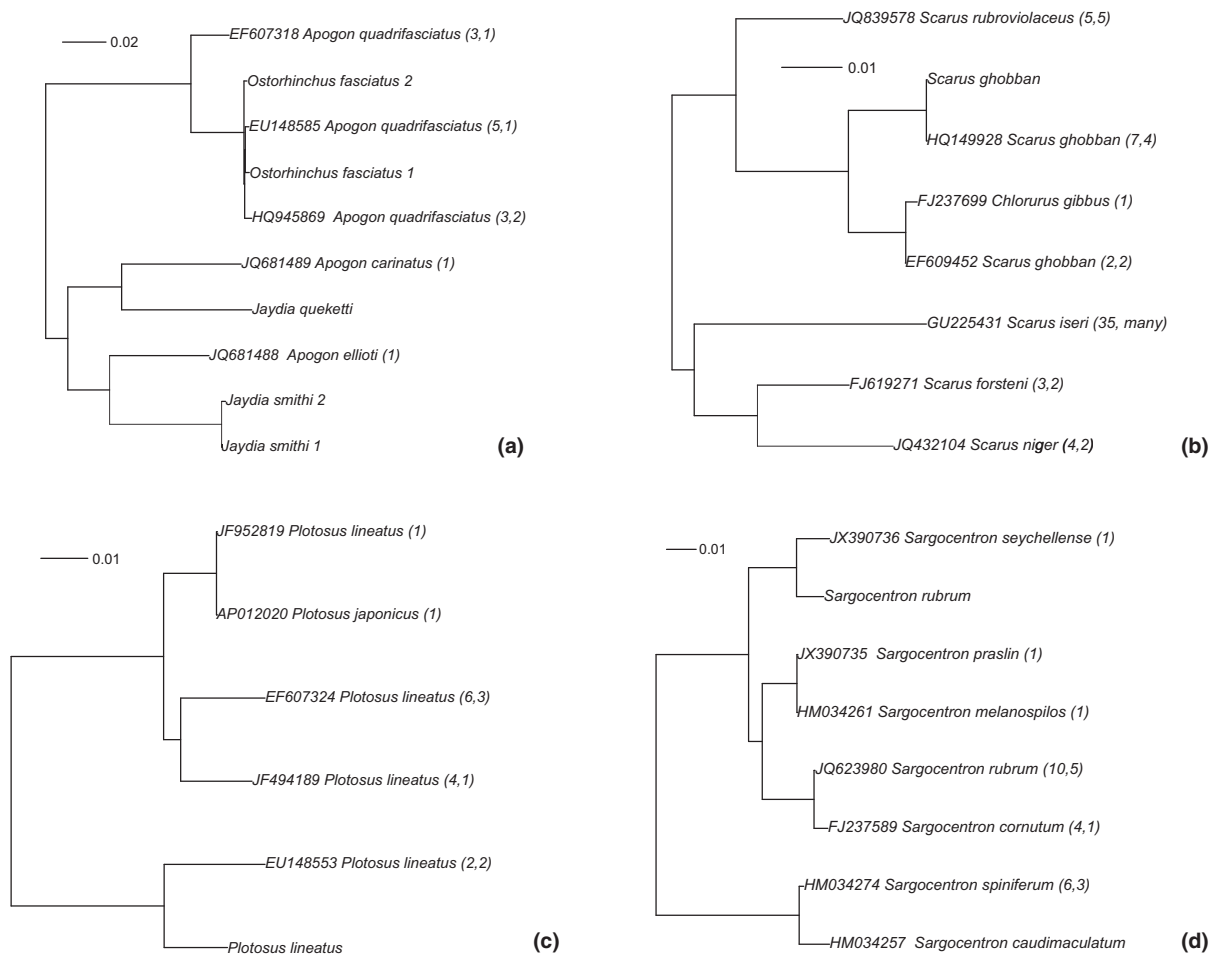 0.02
EF607318 Apogon quadrifasciatus (3,1)
Ostorhinchus fasciatus 2
EU148585 Apogon quadrifasciatus (5,1)
Ostorhinchus fasciatus 1
HQ945869 Apogon quadrifasciatus (3,2)
JQ681489 Apogon carinatus (1)
Jaydia queketti
JQ681488 Apogon ellioti (1)
Jaydia smithi 2
Jaydia smithi 1
(a)
JQ839578 Scarus rubroviolaceus (5,5)
0.01
Scarus ghobban
HQ149928 Scarus ghobban (7,4)
FJ237699 Chlorurus gibbus (1)
EF609452 Scarus ghobban (2,2)
GU225431 Scarus iseri (35, many)
FJ619271 Scarus forsteni (3,2)
JQ432104 Scarus niger (4,2)
(b)
JF952819 Plotosus lineatus (1)
0.01
AP012020 Plotosus japonicus (1)
EF607324 Plotosus lineatus (6,3)
JF494189 Plotosus lineatus (4,1)
EU148553 Plotosus lineatus (2,2)
Plotosus lineatus
(c)
JX390736 Sargocentron seychellense (1)
0.01
Sargocentron rubrum
JX390735 Sargocentron praslin (1)
HM034261 Sargocentron melanospilos (1)
JQ623980 Sargocentron rubrum (10,5)
FJ237589 Sargocentron cornutum (4,1)
HM034274 Sargocentron spiniferum (6,3)
HM034257 Sargocentron caudimaculatum
(d)